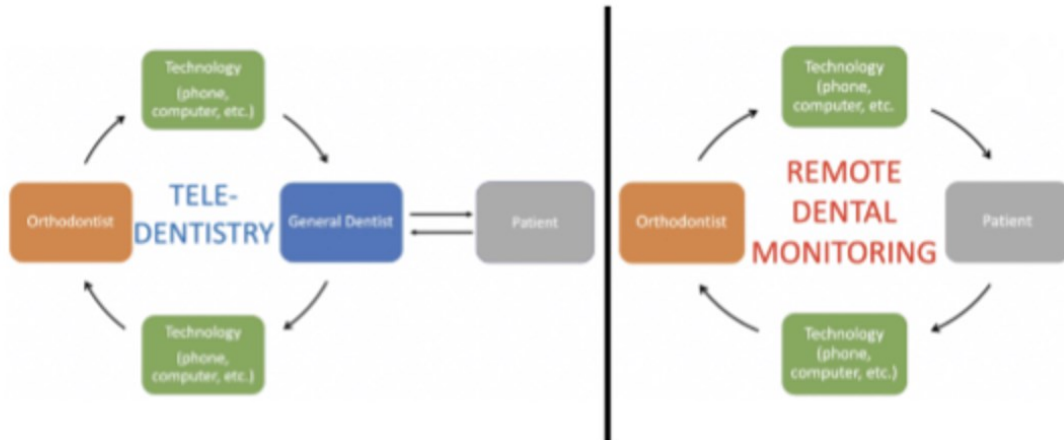 Technology
(phone,
computer, etc.)
Orthodontist
TELE-
DENTISTRY
General Dentist
Patient
Technology
(phone,
computer, etc.)
Technology
(phone,
computer, etc.
Orthodontist
REMOTE
DENTAL
MONITORING
Patient
Technology
(phone,
computer, etc.)